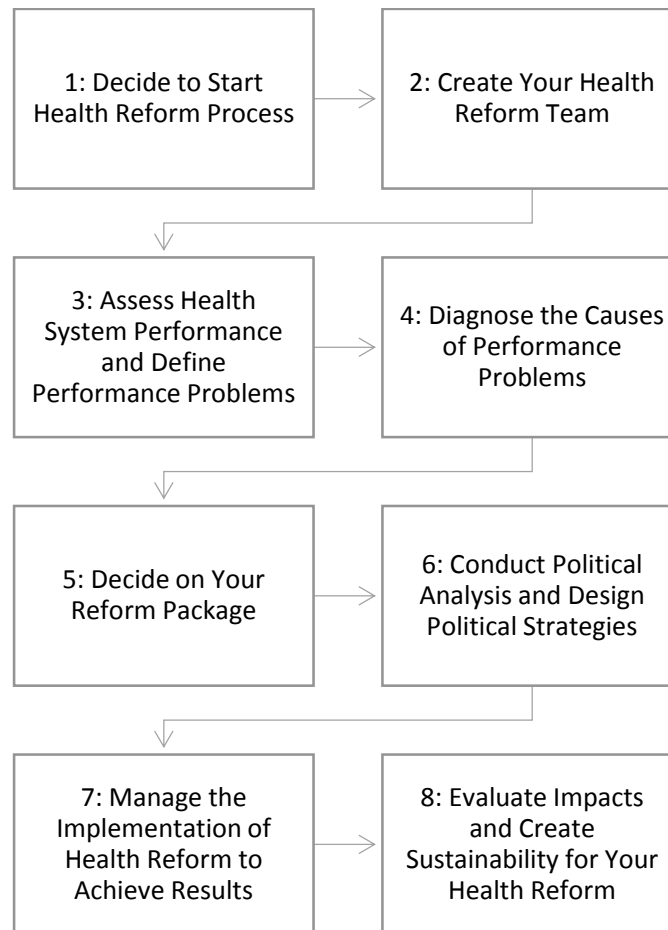 1: Decide to Start
Health Reform Process
2: Create Your Health
Reform Team
3: Assess Health
System Performance
and Define
Performance Problems
4: Diagnose the Causes
of Performance
Problems
5: Decide on Your
Reform Package
6: Conduct Political
Analysis and Design
Political Strategies
7: Manage the
Implementation of
Health Reform to
Achieve Results
8: Evaluate Impacts
and Create
Sustainability for Your
Health Reform